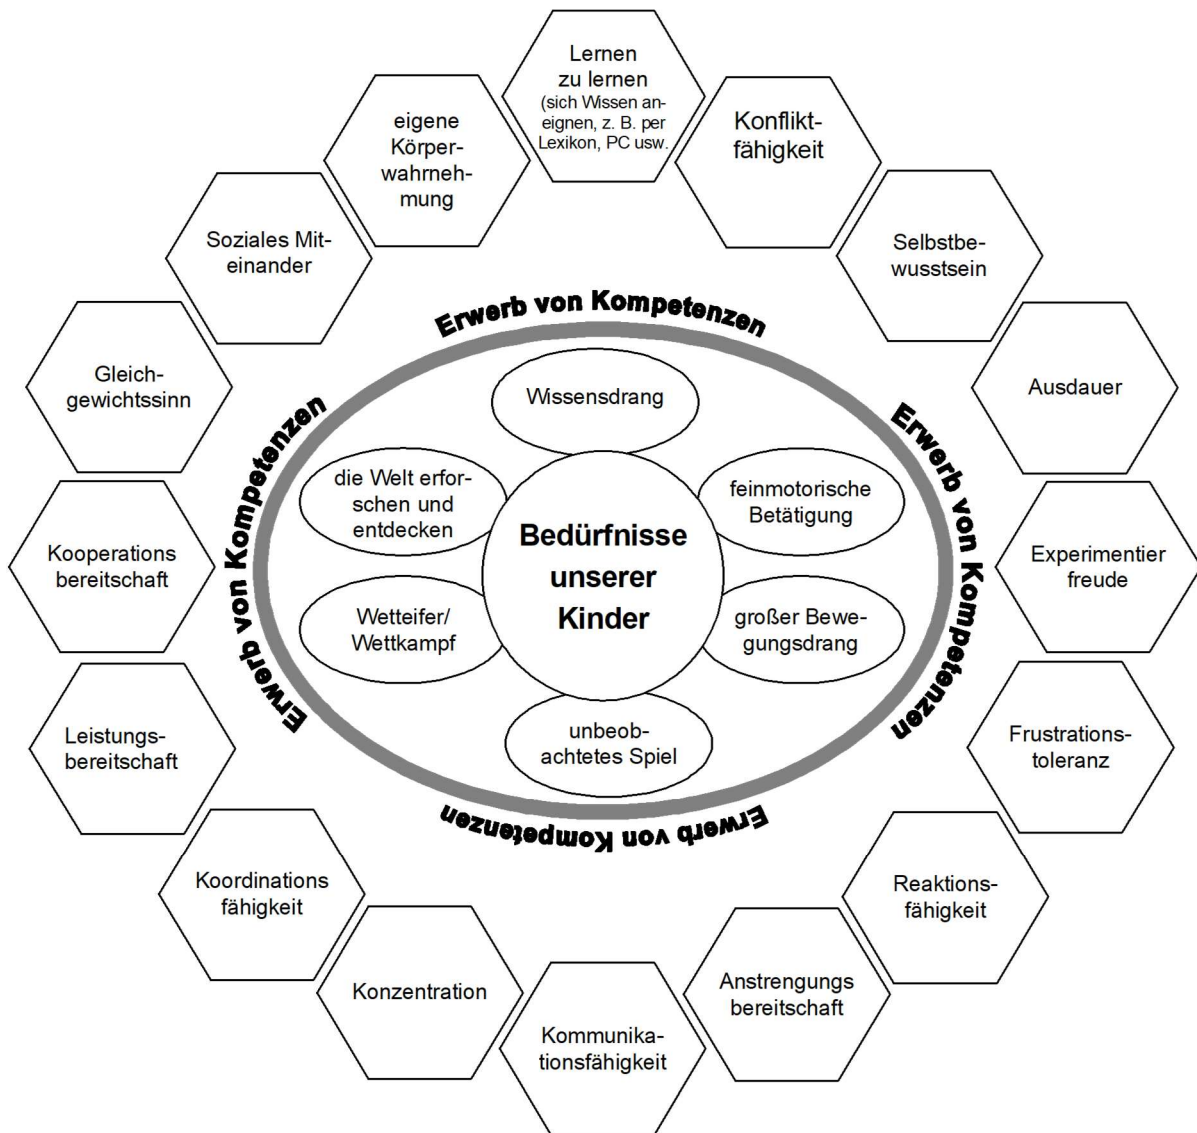 Lernen
zu lernen
(sich Wissen an-
eignen, z. B. per
Lexikon, PC usw.
Konflikt-
fähigkeit
Selbstbe-
wusstsein
Ausdauer
Experimentier
freude
Frustrations-
toleranz
Reaktions-
fähigkeit
Anstrengungs
bereitschaft
Kommunika-
tionsfähigkeit
Konzentration
Koordinations
fähigkeit
Leistungs-
bereitschaft
Kooperations
bereitschaft
Gleich-
gewichtssinn
Soziales Mit-
einander
eigene
Körper-
wahrneh-
mung
Erwerb von Kompetenzen
Erwerb von Kompetenzen
Erwerb von Kompetenzen
Erwerb von Kompetenzen
Wissensdrang
feinmotorische
Betätigung
großer Bewe-
gungsdrang
unbeob-
achtetes Spiel
Wetteifer/
Wettkampf
die Welt erfor-
schen und
entdecken
Bedürfnisse
unserer
Kinder